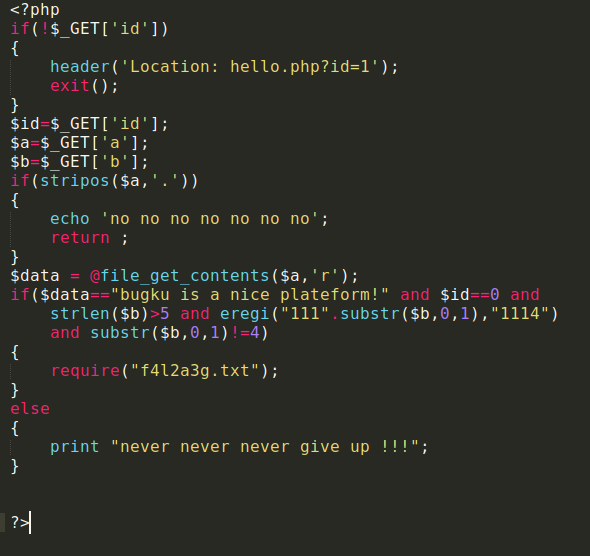 <?php
if(!$_GET['id'])
{
    header('Location: hello.php?id=1');
    exit();
}
$id=$_GET['id'];
$a=$_GET['a'];
$b=$_GET['b'];
if(stripos($a,'.'))
{
    echo 'no no no no no no no';
    return ;
}
$data = @file_get_contents($a,'r');
if($data=="bugku is a nice plateform!" and $id==0 and
    strlen($b)>5 and eregi("111".substr($b,0,1),"1114")
    and substr($b,0,1)!=4)
{
    require("f4l2a3g.txt");
}
else
{
    print "never never never give up !!!";
}
?>